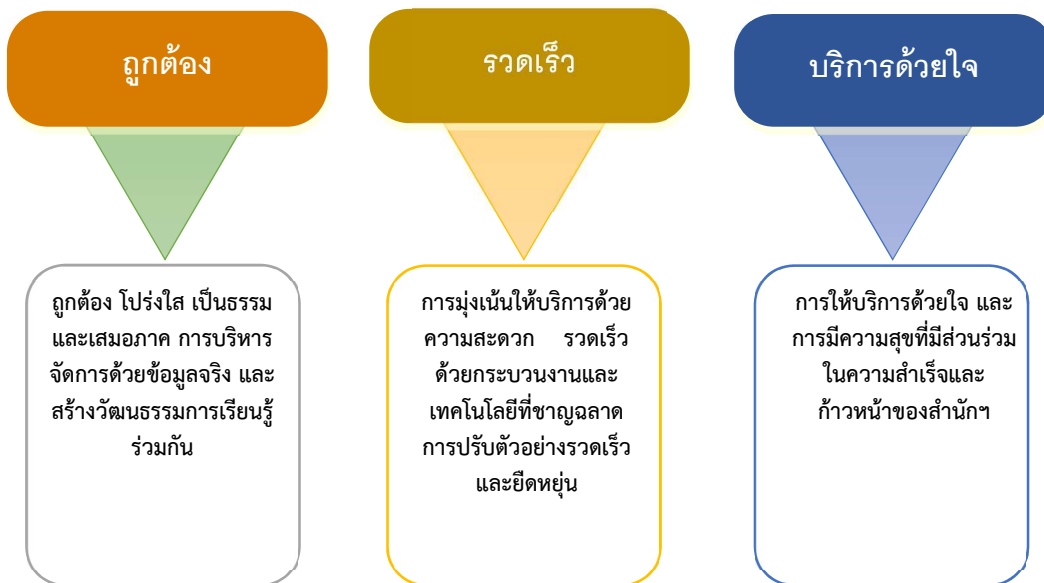 ถูกต้อง
รวดเร็ว
บริการด้วยใจ
ถูกต้อง โปร่งใส เป็นธรรม
และเสมอภาค การบริหาร
จัดการด้วยข้อมูลจริง และ
สร้างวัฒนธรรมการเรียนรู้
ร่วมกัน
การมุ่งเน้นให้บริการด้วย
ความสะดวก รวดเร็ว
ด้วยกระบวนงานและ
เทคโนโลยีที่ชาญฉลาด
การปรับตัวอย่างรวดเร็ว
และยืดหยุ่น
การให้บริการด้วยใจ และ
การมีความสุขที่มีส่วนร่วม
ในความสำเร็จและ
ก้าวหน้าของสำนักฯ